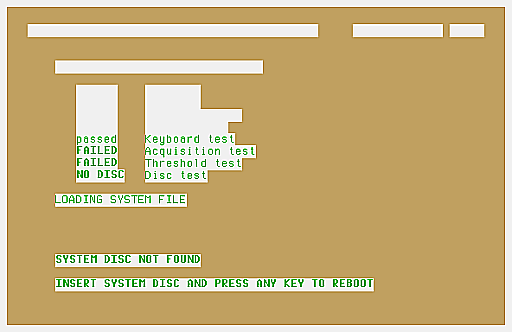 passed Keyboard test
FAILED Acquisition test
FAILED Threshold test
NO DISC Disc test
LOADING SYSTEM FILE
SYSTEM DISC NOT FOUND
INSERT SYSTEM DISC AND PRESS ANY KEY TO REBOOT